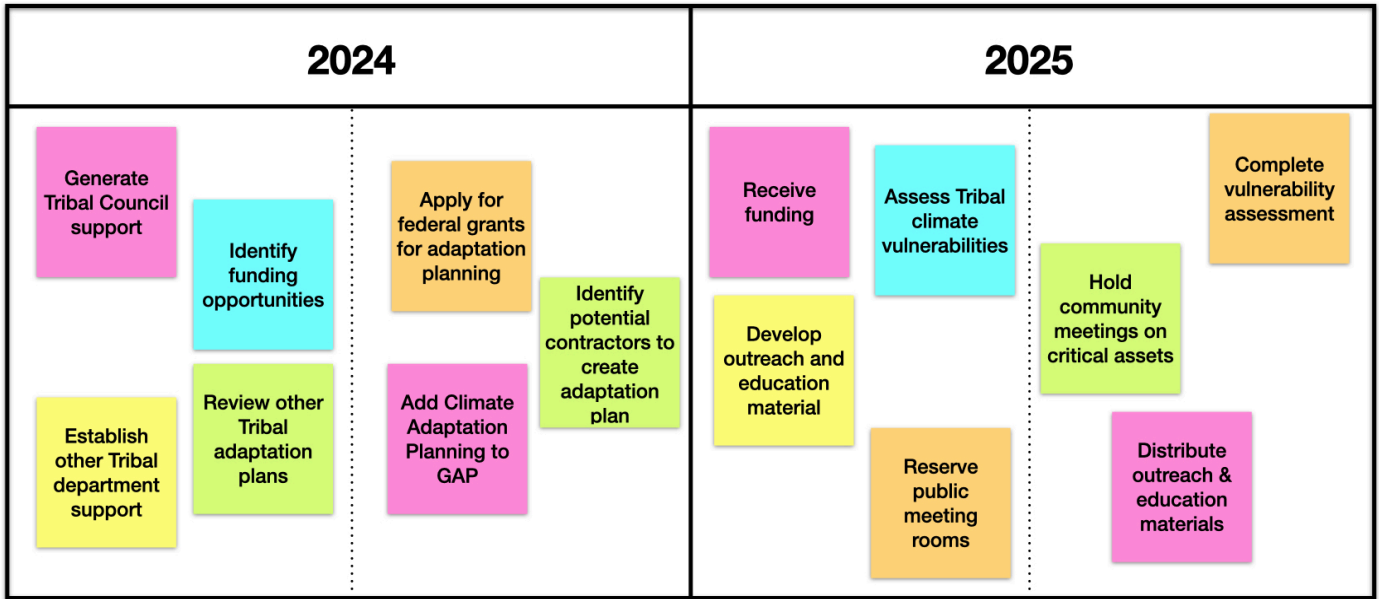 2024
2025
Generate
Tribal Council
support
Identify
funding
opportunities
Establish
other Tribal
department
support
Review other
Tribal
adaptation
plans
Apply for
federal grants
for adaptation
planning
Identify
potential
contractors to
create
adaptation
plan
Add Climate
Adaptation
Planning to
GAP
Receive
funding
Assess Tribal
climate
vulnerabilities
Develop
outreach and
education
material
Reserve
public
meeting
rooms
Complete
vulnerability
assessment
Hold
community
meetings on
critical assets
Distribute
outreach &
education
materials